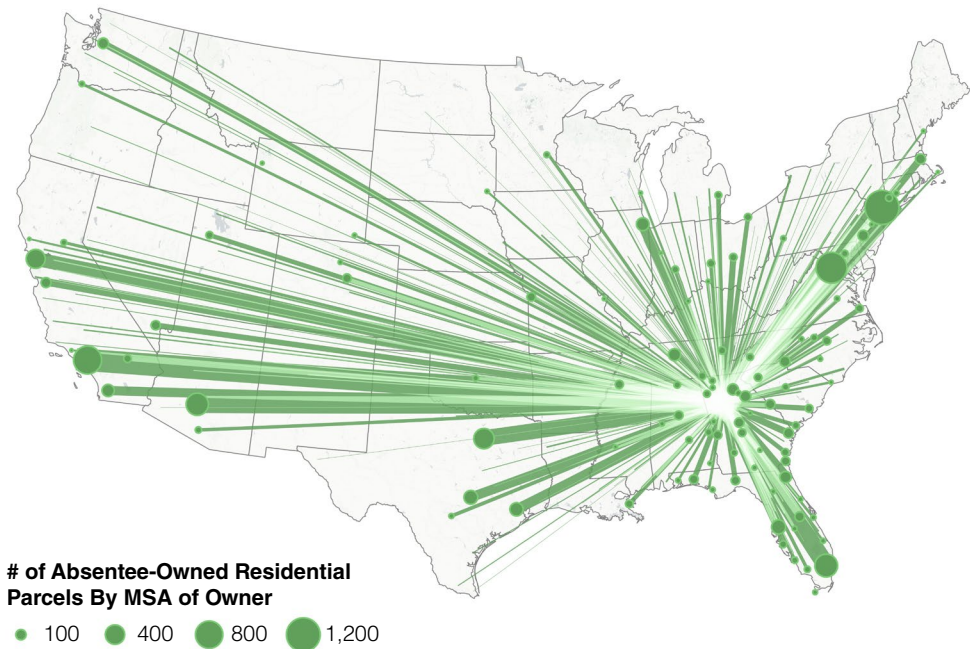 # of Absentee-Owned Residential
Parcels By MSA of Owner
100 400 800 1,200